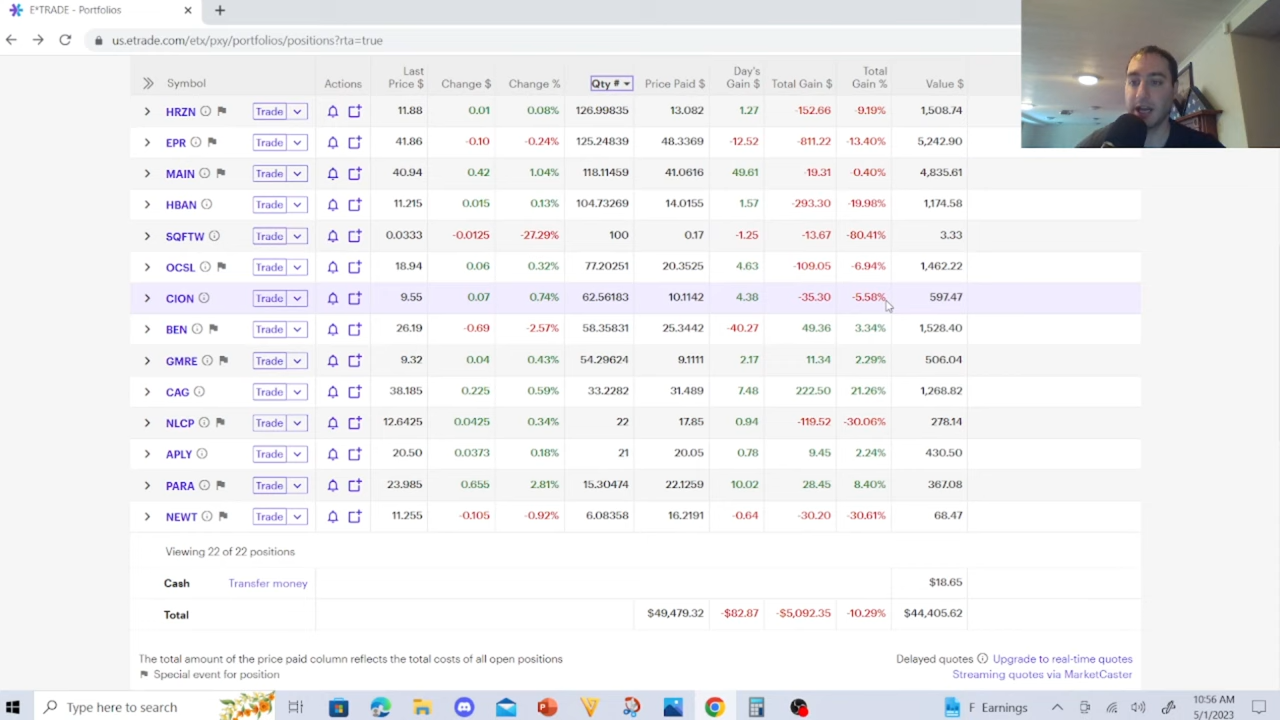 E*TRADE - Portfolios
us.etrade.com/etx/pxy/portfolios/positions?rta=true
Symbol Actions Last Price $ Change $ Change % Qty # Price Paid $ Day's Gain $ Total Gain $ Total Gain % Value $
HRZN Trade 11.88 0.01 0.08% 126.99835 13.082 1.27 -152.66 -9.19% 1,508.74
EPR Trade 41.86 -0.10 -0.24% 125.24839 48.3369 -12.52 -811.22 -13.40% 5,242.90
MAIN Trade 40.94 0.42 1.04% 118.11459 41.0616 49.61 -19.31 -0.40% 4,835.61
HBAN Trade 11.215 0.015 0.13% 104.73269 14.0155 1.57 -293.30 -19.98% 1,174.58
SQFTW Trade 0.0333 -0.0125 -27.29% 100 0.17 -1.25 -13.67 -80.41% 3.33
OCSL Trade 18.94 0.06 0.32% 77.20251 20.3525 4.63 -109.05 -6.94% 1,462.22
CION Trade 9.55 0.07 0.74% 62.56183 10.1142 4.38 -35.30 -5.58% 597.47
BEN Trade 26.19 -0.69 -2.57% 58.35831 25.3442 -40.27 49.36 3.34% 1,528.40
GMRE Trade 9.32 0.04 0.43% 54.29624 9.1111 2.17 11.34 2.29% 506.04
CAG Trade 38.185 0.225 0.59% 33.2282 31.489 7.48 222.50 21.26% 1,268.82
NLCP Trade 12.6425 0.0425 0.34% 22 17.85 0.94 -119.52 -30.06% 278.14
APLY Trade 20.50 0.0373 0.18% 21 20.05 0.78 9.45 2.24% 430.50
PARA Trade 23.985 0.655 2.81% 15.30474 22.1259 10.02 28.45 8.40% 367.08
NEWT Trade 11.255 -0.105 -0.92% 6.08358 16.2191 -0.64 -30.20 -30.61% 68.47
Viewing 22 of 22 positions
Cash Transfer money $18.65
Total $49,479.32 -$82.87 -$5,092.35 -10.29% $44,405.62
The total amount of the price paid column reflects the total costs of all open positions
Delayed quotes Upgrade to real-time quotes
Special event for position
Streaming quotes via MarketCaster
Type here to search
F Earnings
10:56 AM
5/1/2023